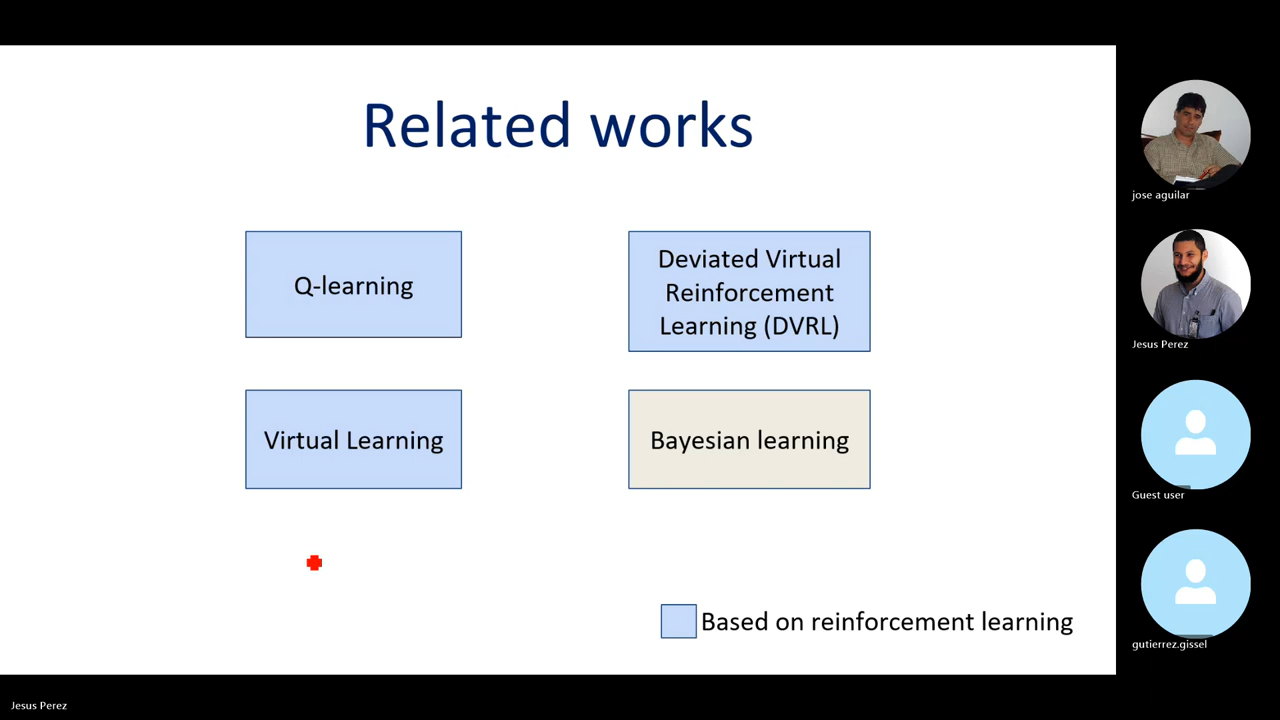 Related works
Q-learning
Deviated Virtual
Reinforcement
Learning (DVRL)
Virtual Learning
Bayesian learning
Based on reinforcement learning
jose aguilar
Jesus Perez
Guest user
gutierrez.gissel
Jesus Perez